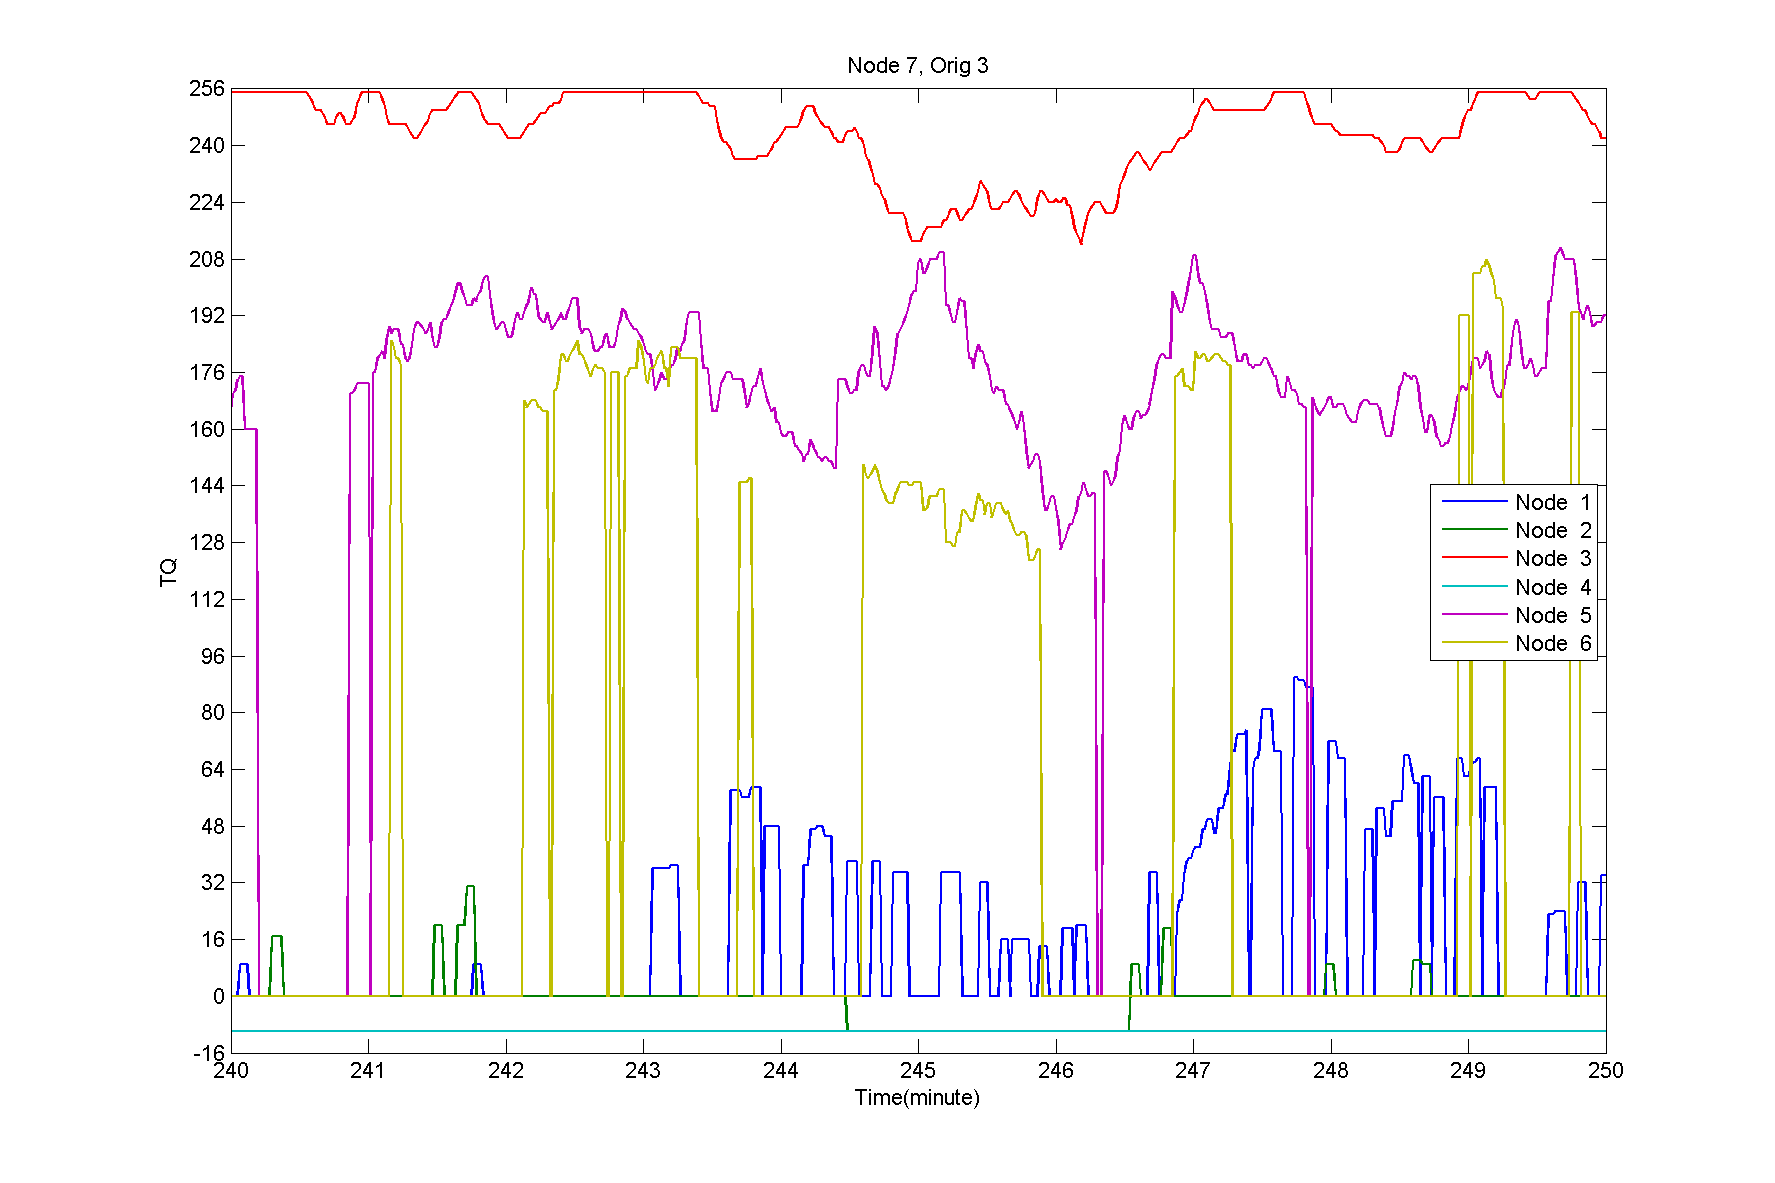 Node 7, Orig 3
256
240
224
208
192
176
160
144
128
112
96
80
64
48
32
16
0
-16
TQ
Node 1
Node 2
Node 3
Node 4
Node 5
Node 6
240 241 242 243 244 245 246 247 248 249 250
Time(minute)